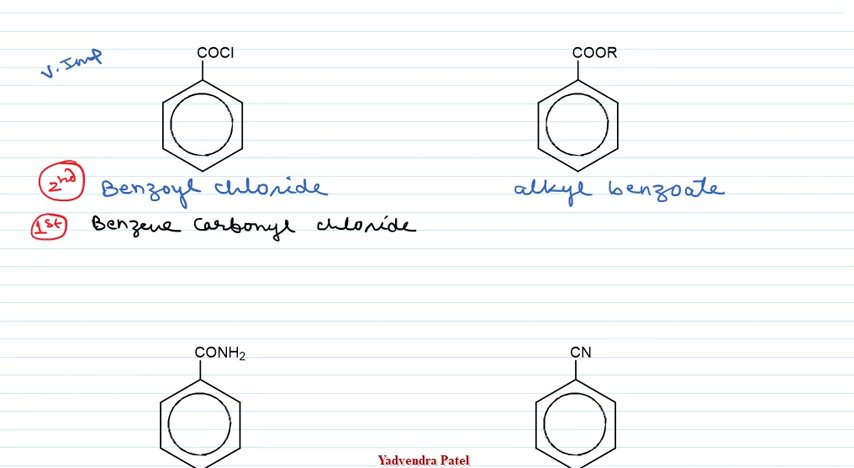 V. Imp
COCl
COOR
2nd Benzoyl chloride
alkyl benzoate
1st Benzene Carbonyl chloride
CONH2
CN
Yadvendra Patel